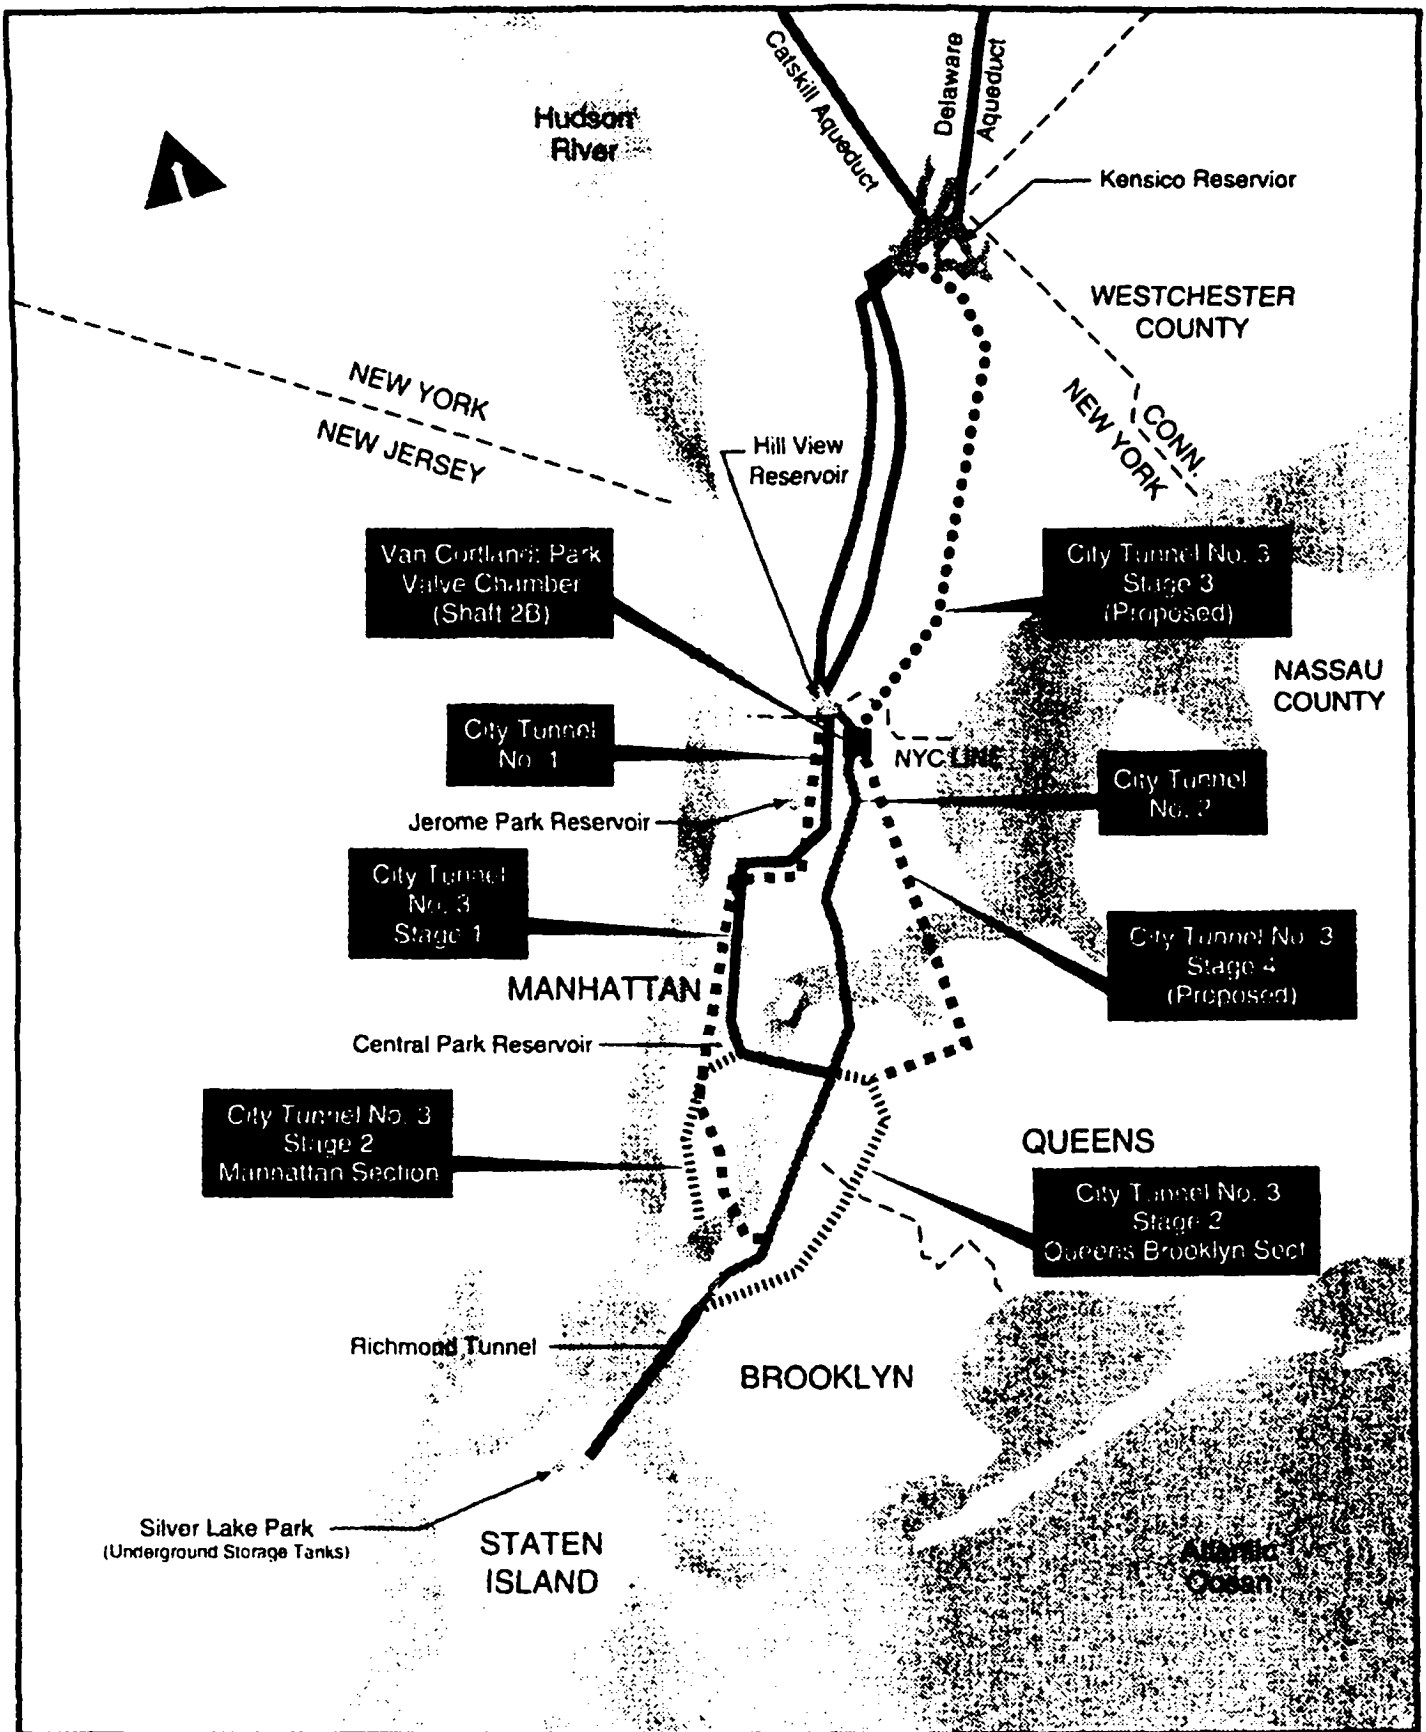 Catskill Aqueduct
Delaware
Aqueduct
Hudson
River
Kensico Reservior
WESTCHESTER
COUNTY
NEW YORK
NEW JERSEY
CONN.
NEW YORK
Hill View
Reservoir
Van Cortland: Park
Valve Chamber
(Shaft 2B)
City Tunnel No. 3
Stage 3
(Proposed)
NASSAU
COUNTY
City Tunnel
No. 1
NYC LINE
City Tunnel
No. 2
Jerome Park Reservoir
City Tunnel
No. 3
Stage 1
City Tunnel No. 3
Stage 4
(Proposed)
MANHATTAN
Central Park Reservoir
City Tunnel No. 3
Stage 2
Manhattan Section
QUEENS
City Tunnel No. 3
Stage 2
Queens Brooklyn Sect
Richmond Tunnel
BROOKLYN
Silver Lake Park
(Underground Storage Tanks)
STATEN
ISLAND
Atlantic
Ocean